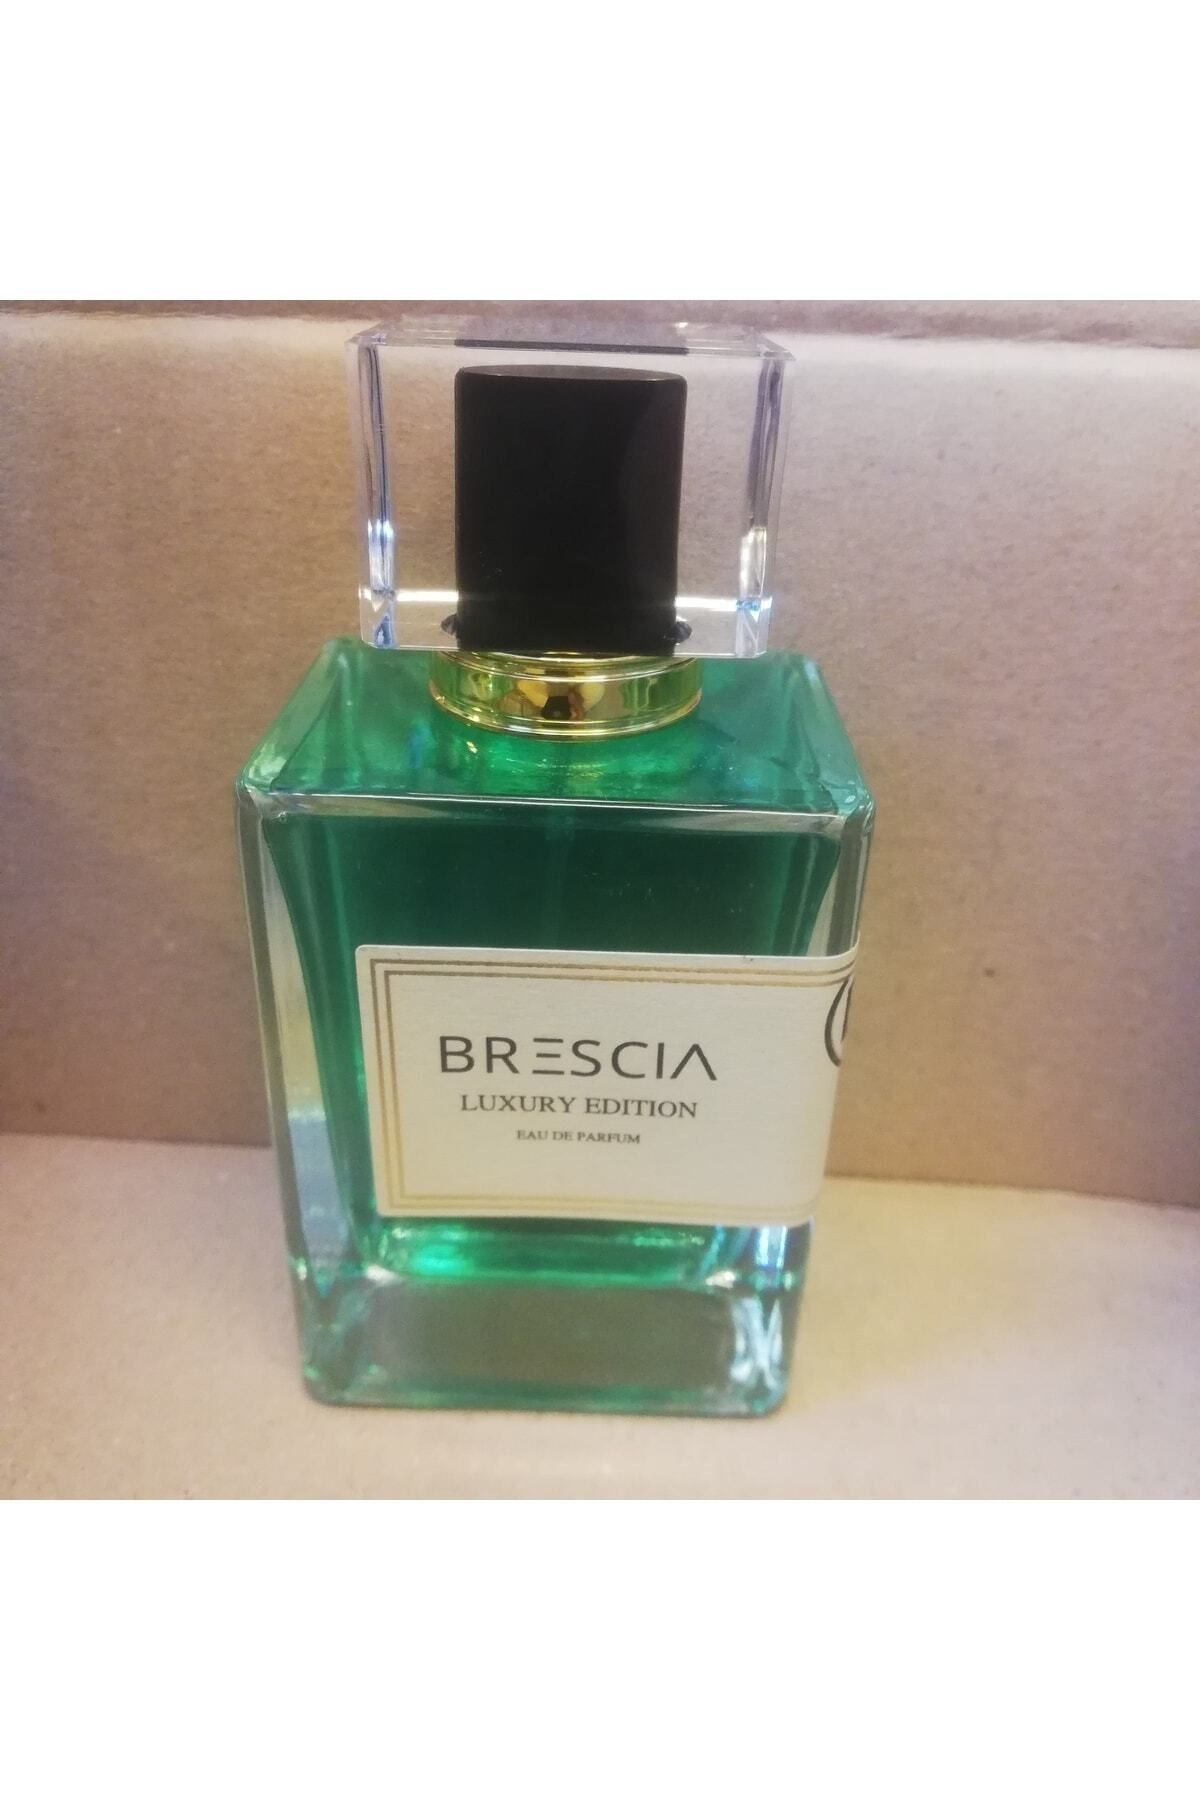 BRESCIA
LUXURY EDITION
EAU DE PARFUM